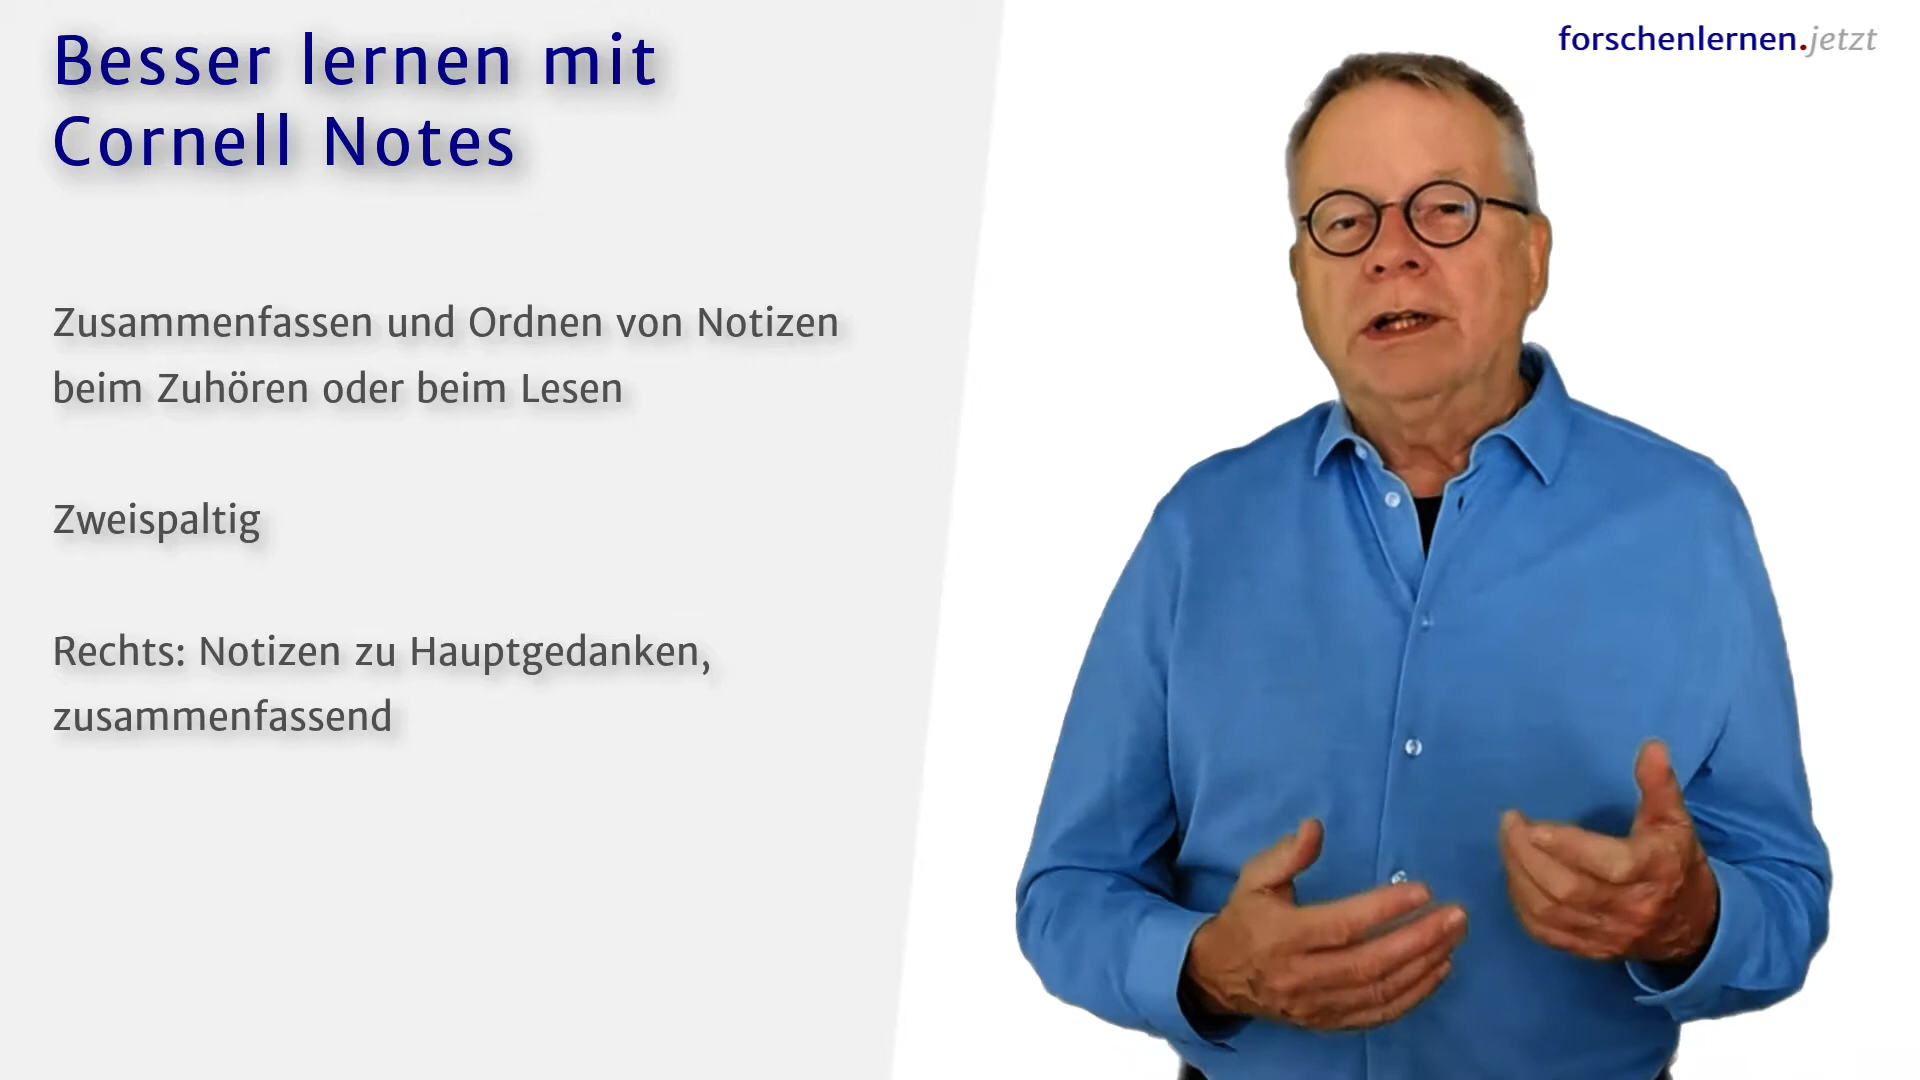 Besser lernen mit
Cornell Notes
forschenlernen.jetzt
Zusammenfassen und Ordnen von Notizen
beim Zuhören oder beim Lesen
Zweispaltig
Rechts: Notizen zu Hauptgedanken,
zusammenfassend